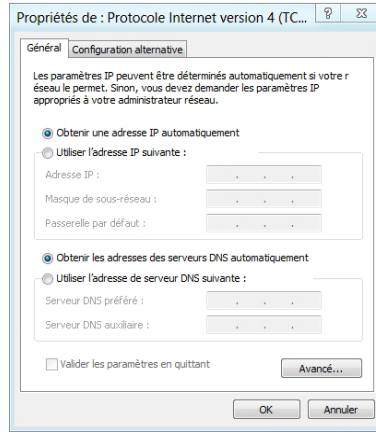 Propriétés de : Protocole Internet version 4 (TC...
Général
Configuration alternative
Les paramètres IP peuvent être déterminés automatiquement si votre r
éseau le permet. Sinon, vous devez demander les paramètres IP
appropriés à votre administrateur réseau.
Obtenir une adresse IP automatiquement
Utiliser l'adresse IP suivante :
Adresse IP :
Masque de sous-réseau :
Passerelle par défaut :
Obtenir les adresses des serveurs DNS automatiquement
Utiliser l'adresse de serveur DNS suivante :
Serveur DNS préféré :
Serveur DNS auxiliaire :
Valider les paramètres en quittant
Avancé...
OK
Annuler